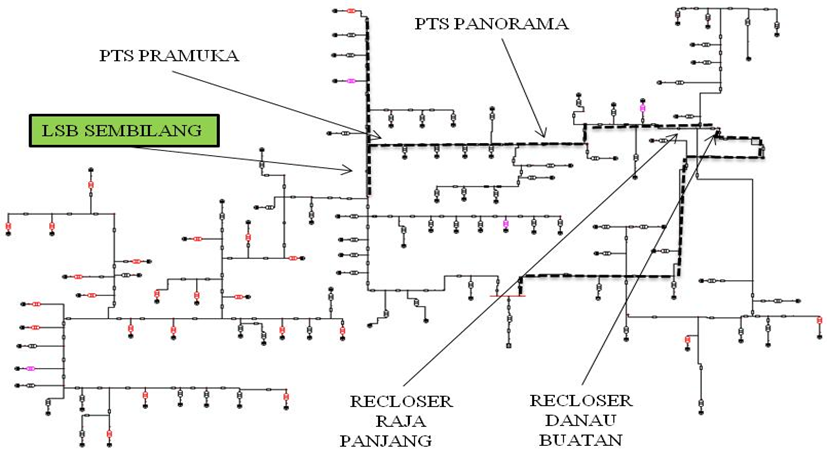 PTS PANORAMA
PTS PRAMUKA
LSB SEMBILANG
RECLOSER
RAJA
PANJANG
RECLOSER
DANAU
BUATAN